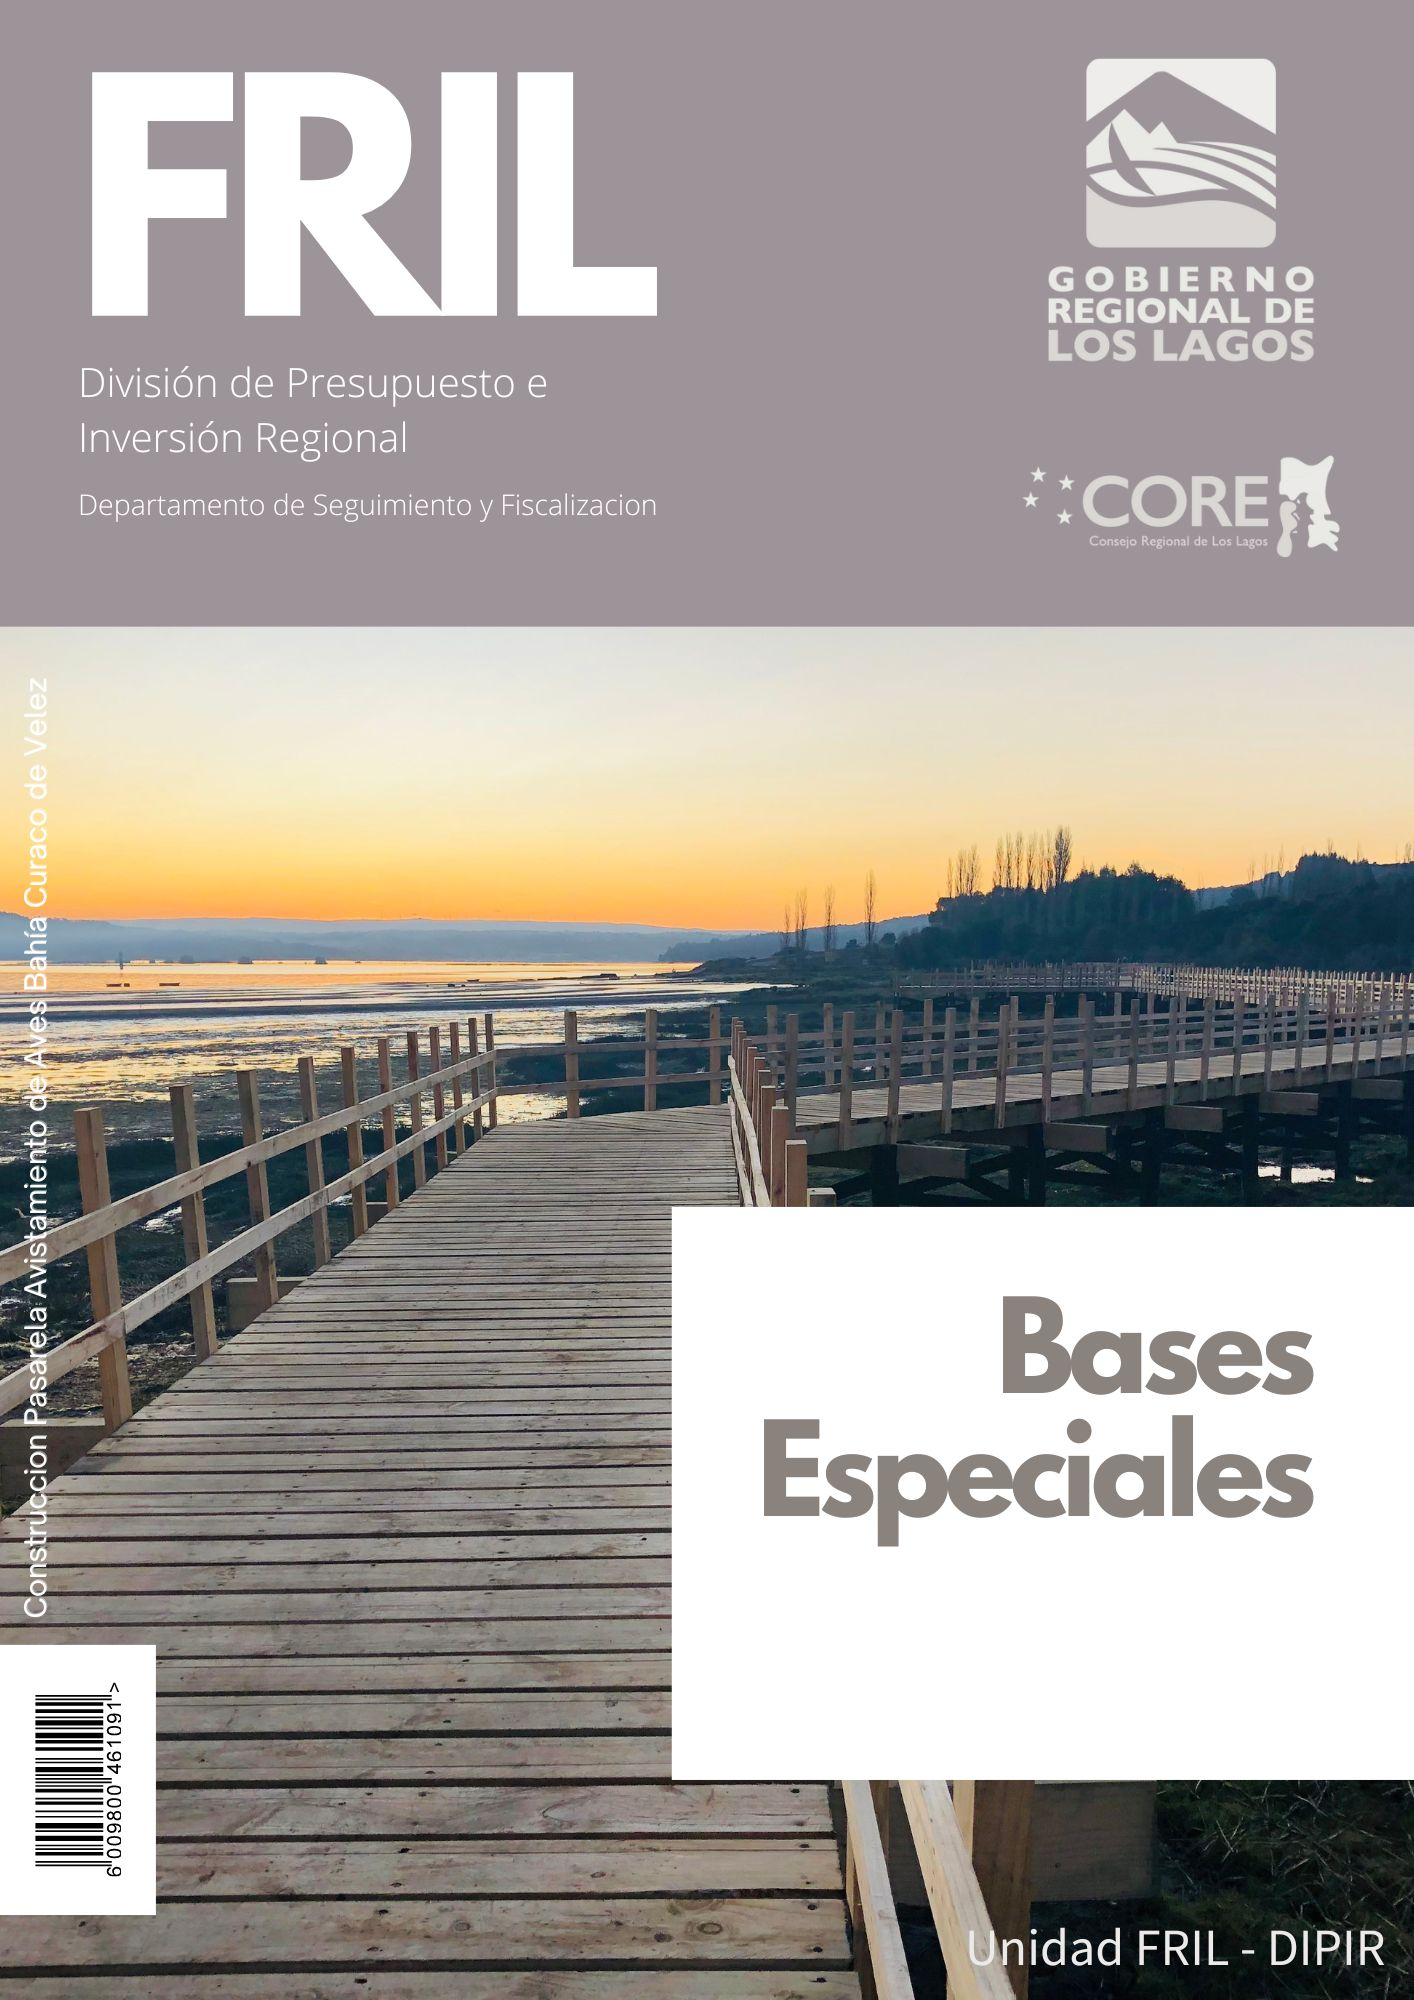 FRIL
División de Presupuesto e
Inversión Regional
Departamento de Seguimiento y Fiscalizacion
GOBIERNO
REGIONAL DE
LOS LAGOS
CORE
Consejo Regional de Los Lagos
Construccion Pasarela Avistamiento de Aves Bahía Curaco de Velez
Bases
Especiales
6 009800 461091 >
Unidad FRIL - DIPIR